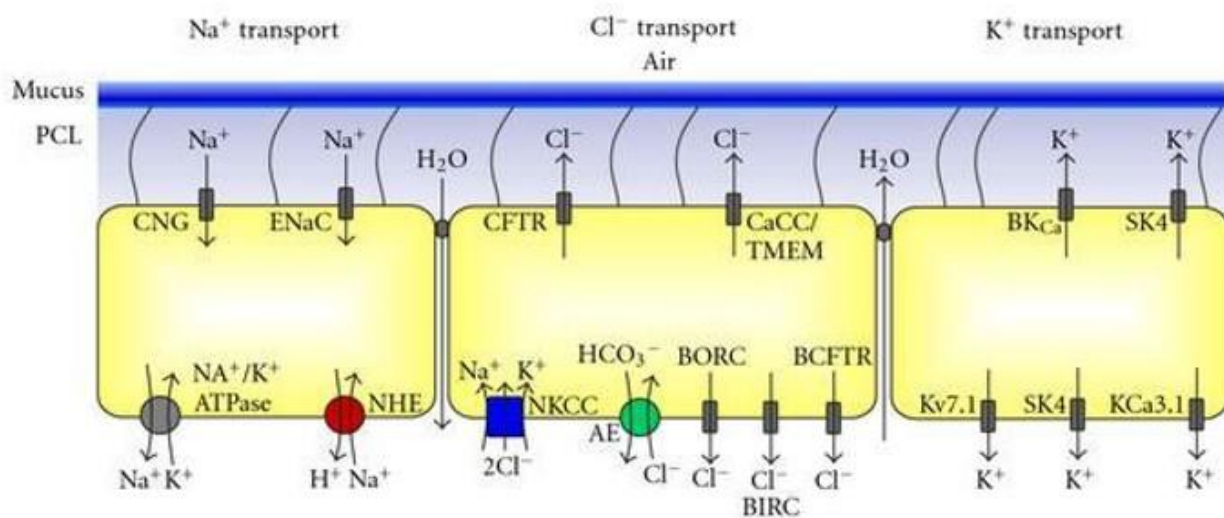 Na⁺ transport
Cl⁻ transport
K⁺ transport
Air
Mucus
PCL
Na⁺
Na⁺
H₂O
Cl⁻
Cl⁻
H₂O
K⁺
K⁺
CNG
ENaC
CFTR
CaCC/
TMEM
BK_Ca
SK4
NA⁺/K⁺
ATPase
NHE
Na⁺
K⁺
NKCC
HCO₃⁻
AE
BORC
BCFTR
Kv7.1
SK4
KCa3.1
Na⁺ K⁺
H⁺ Na⁺
2Cl⁻
Cl⁻
Cl⁻
Cl⁻
BIRC
Cl⁻
K⁺
K⁺
K⁺